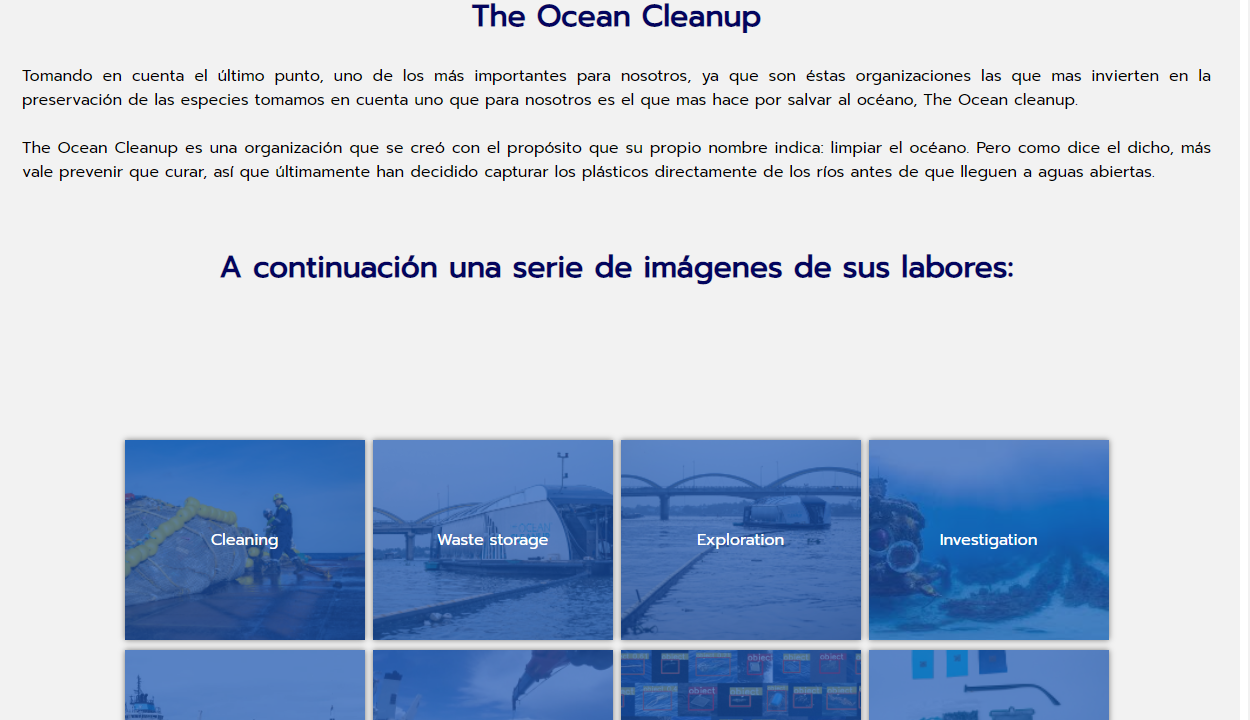 The Ocean Cleanup
Tomando en cuenta el último punto, uno de los más importantes para nosotros, ya que son éstas organizaciones las que mas invierten en la
preservación de las especies tomamos en cuenta uno que para nosotros es el que mas hace por salvar al océano, The Ocean cleanup.
The Ocean Cleanup es una organización que se creó con el propósito que su propio nombre indica: limpiar el océano. Pero como dice el dicho, más
vale prevenir que curar, así que últimamente han decidido capturar los plásticos directamente de los ríos antes de que lleguen a aguas abiertas.
A continuación una serie de imágenes de sus labores:
Cleaning
Waste storage
Exploration
Investigation
object object
object object